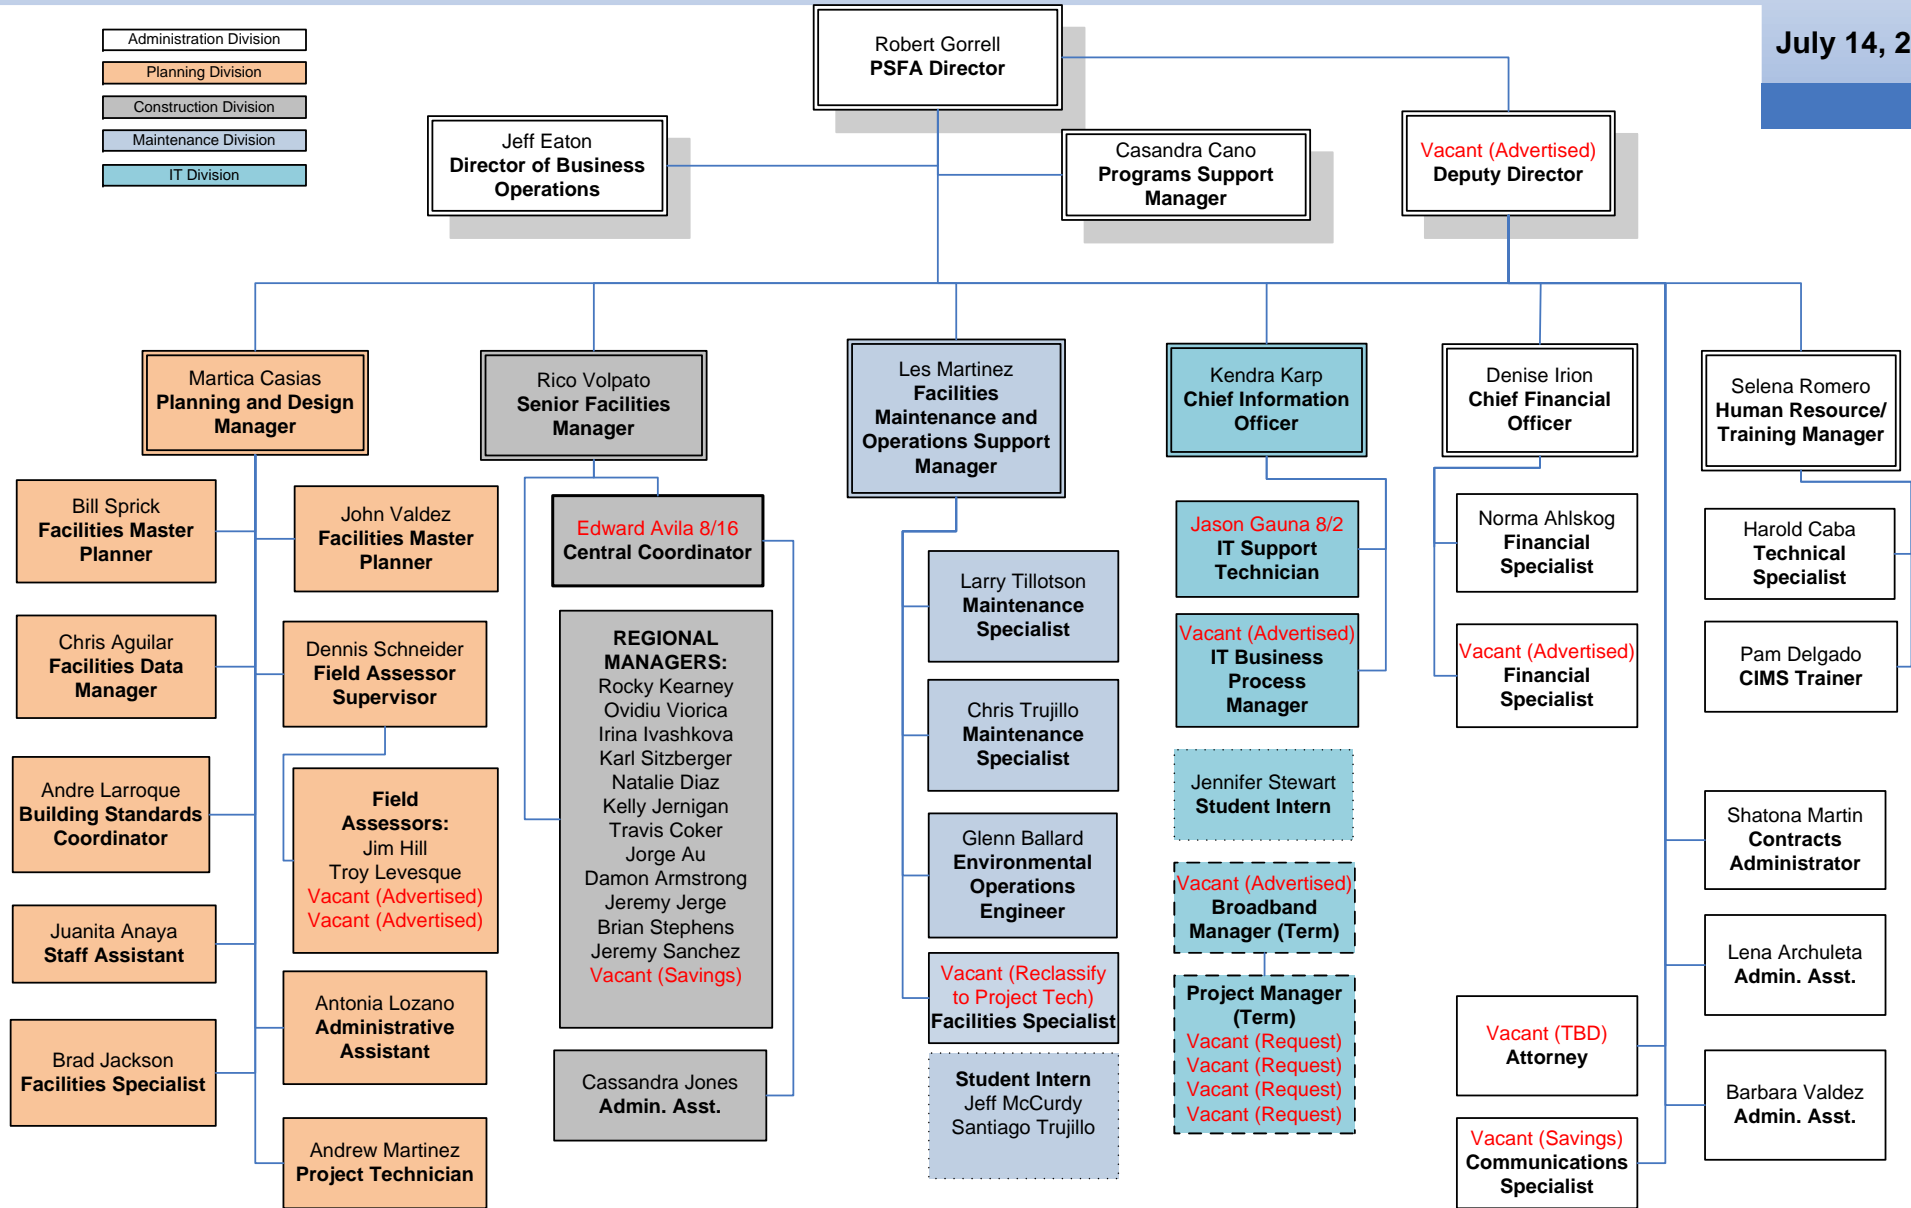 Administration Division
Planning Division
Construction Division
Maintenance Division
IT Division
Robert Gorrell
PSFA Director
July 14, 2
Jeff Eaton
Director of Business
Operations
Casandra Cano
Programs Support
Manager
Vacant (Advertised)
Deputy Director
Martica Casias
Planning and Design
Manager
Rico Volpato
Senior Facilities
Manager
Les Martinez
Facilities
Maintenance and
Operations Support
Manager
Kendra Karp
Chief Information
Officer
Denise Irion
Chief Financial
Officer
Selena Romero
Human Resource/
Training Manager
Bill Sprick
Facilities Master
Planner
John Valdez
Facilities Master
Planner
Chris Aguilar
Facilities Data
Manager
Dennis Schneider
Field Assessor
Supervisor
Andre Larroque
Building Standards
Coordinator
Field
Assessors:
Jim Hill
Troy Levesque
Vacant (Advertised)
Vacant (Advertised)
Juanita Anaya
Staff Assistant
Antonia Lozano
Administrative
Assistant
Brad Jackson
Facilities Specialist
Andrew Martinez
Project Technician
Edward Avila 8/16
Central Coordinator
REGIONAL
MANAGERS:
Rocky Kearney
Ovidiu Viorica
Irina Ivashkova
Karl Sitzberger
Natalie Diaz
Kelly Jernigan
Travis Coker
Jorge Au
Damon Armstrong
Jeremy Jerge
Brian Stephens
Jeremy Sanchez
Vacant (Savings)
Cassandra Jones
Admin. Asst.
Larry Tillotson
Maintenance
Specialist
Chris Trujillo
Maintenance
Specialist
Glenn Ballard
Environmental
Operations
Engineer
Vacant (Reclassify
to Project Tech)
Facilities Specialist
Student Intern
Jeff McCurdy
Santiago Trujillo
Jason Gauna 8/2
IT Support
Technician
Vacant (Advertised)
IT Business
Process
Manager
Jennifer Stewart
Student Intern
Vacant (Advertised)
Broadband
Manager (Term)
Project Manager
(Term)
Vacant (Request)
Vacant (Request)
Vacant (Request)
Vacant (Request)
Norma Ahlskog
Financial
Specialist
Vacant (Advertised)
Financial
Specialist
Vacant (TBD)
Attorney
Vacant (Savings)
Communications
Specialist
Harold Caba
Technical
Specialist
Pam Delgado
CIMS Trainer
Shatona Martin
Contracts
Administrator
Lena Archuleta
Admin. Asst.
Barbara Valdez
Admin. Asst.